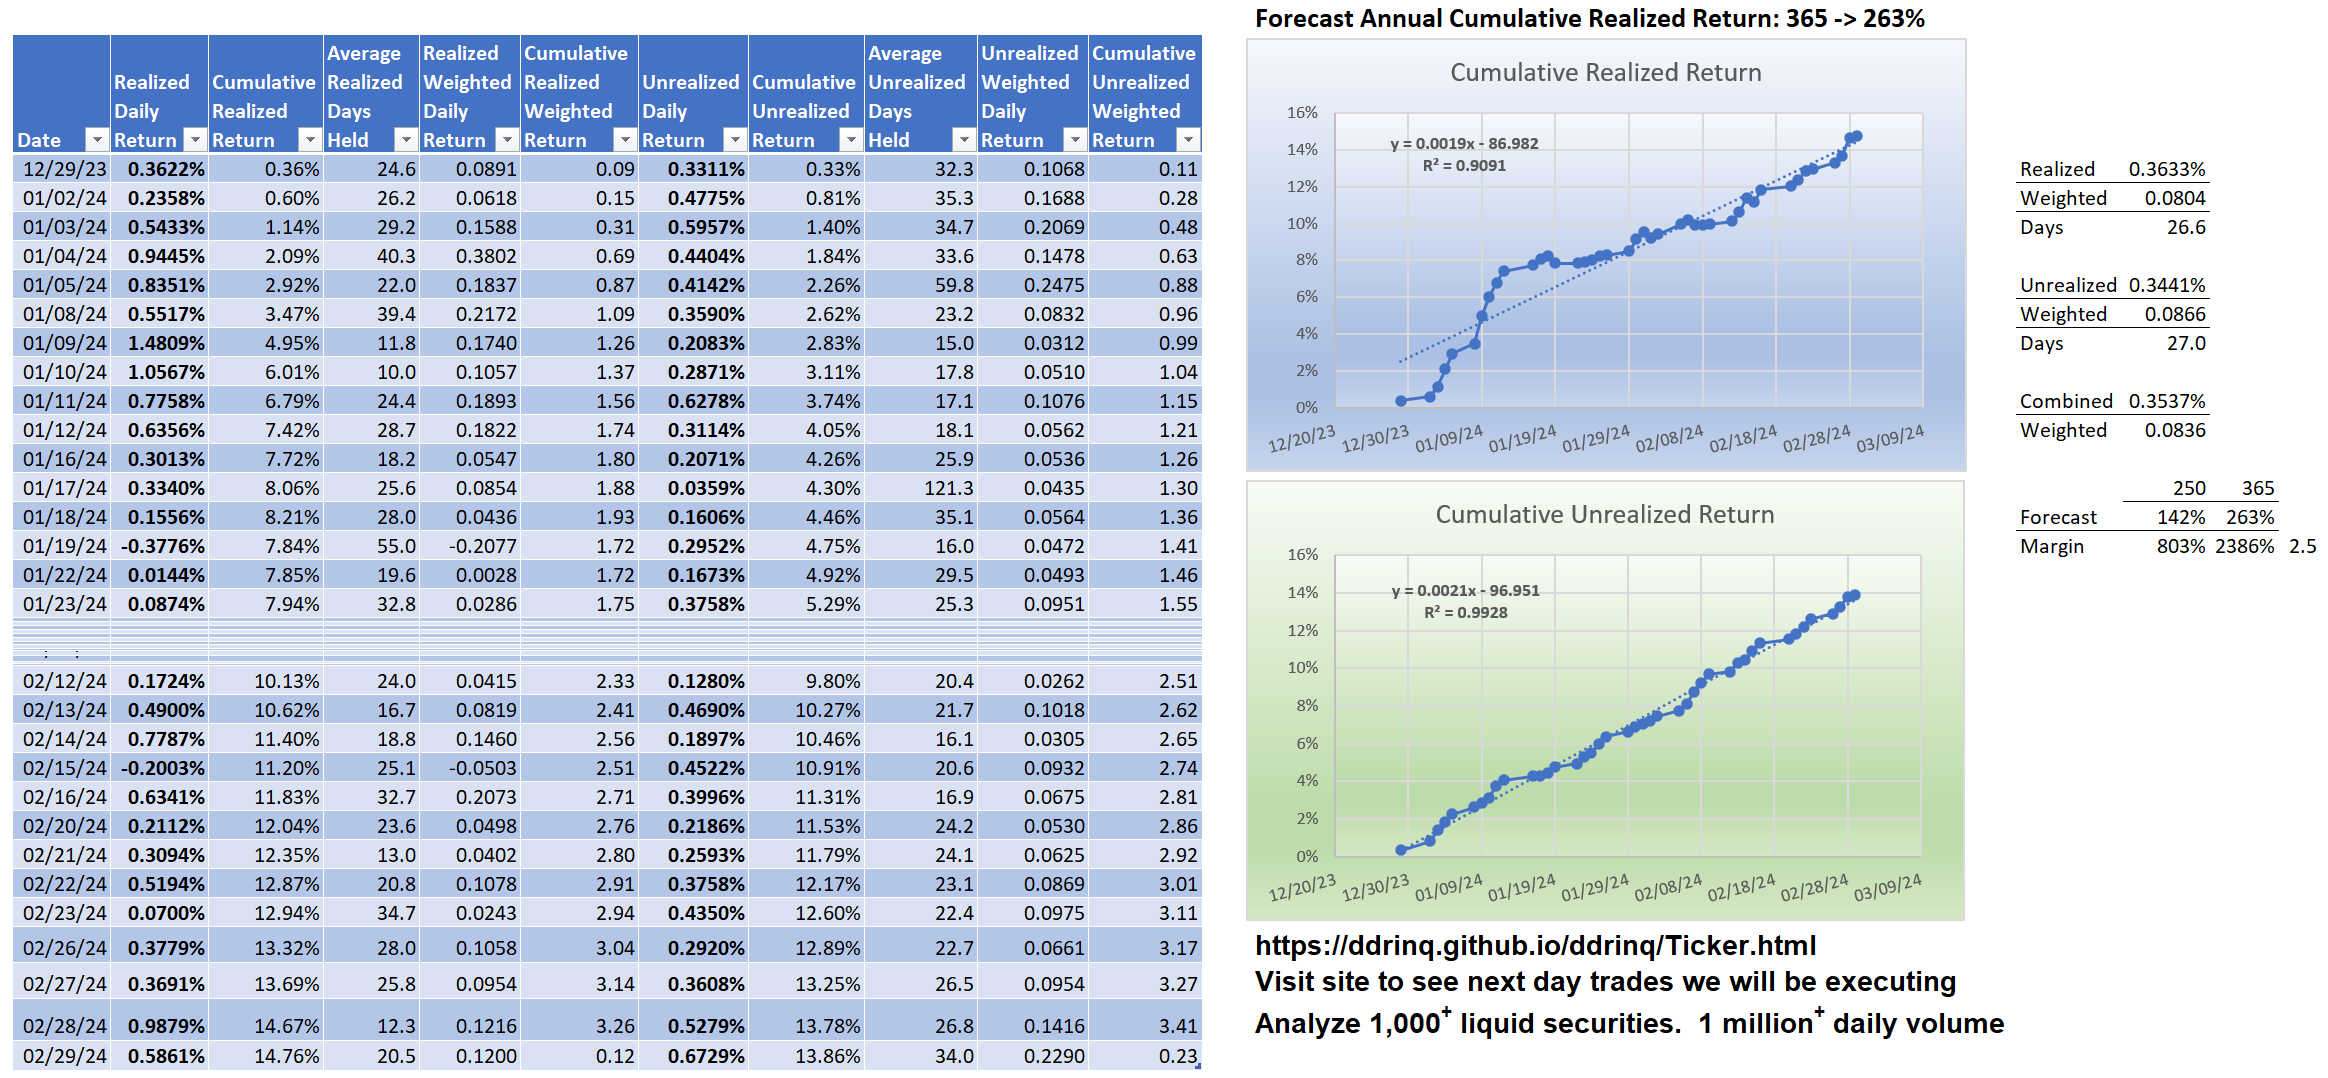 Forecast Annual Cumulative Realized Return: 365 -> 263%
Date Realized Daily Return Cumulative Realized Return Average Realized Days Held Realized Weighted Daily Return Cumulative Realized Weighted Return Unrealized Daily Return Cumulative Unrealized Return Average Unrealized Days Held Unrealized Weighted Daily Return Cumulative Unrealized Weighted Return
12/29/23 0.3622% 0.36% 24.6 0.0891 0.09 0.3311% 0.33% 32.3 0.1068 0.11
01/02/24 0.2358% 0.60% 26.2 0.0618 0.15 0.4775% 0.81% 35.3 0.1688 0.28
01/03/24 0.5433% 1.14% 29.2 0.1588 0.31 0.5957% 1.40% 34.7 0.2069 0.48
01/04/24 0.9445% 2.09% 40.3 0.3802 0.69 0.4404% 1.84% 33.6 0.1478 0.63
01/05/24 0.8351% 2.92% 22.0 0.1837 0.87 0.4142% 2.26% 59.8 0.2475 0.88
01/08/24 0.5517% 3.47% 39.4 0.2172 1.09 0.3590% 2.62% 23.2 0.0832 0.96
01/09/24 1.4809% 4.95% 11.8 0.1740 1.26 0.2083% 2.83% 15.0 0.0312 0.99
01/10/24 1.0567% 6.01% 10.0 0.1057 1.37 0.2871% 3.11% 17.8 0.0510 1.04
01/11/24 0.7758% 6.79% 24.4 0.1893 1.56 0.6278% 3.74% 17.1 0.1076 1.15
01/12/24 0.6356% 7.42% 28.7 0.1822 1.74 0.3114% 4.05% 18.1 0.0562 1.21
01/16/24 0.3013% 7.72% 18.2 0.0547 1.80 0.2071% 4.26% 25.9 0.0536 1.26
01/17/24 0.3340% 8.06% 25.6 0.0854 1.88 0.0359% 4.30% 121.3 0.0435 1.30
01/18/24 0.1556% 8.21% 28.0 0.0436 1.93 0.1606% 4.46% 35.1 0.0564 1.36
01/19/24 -0.3776% 7.84% 55.0 -0.2077 1.72 0.2952% 4.75% 16.0 0.0472 1.41
01/22/24 0.0144% 7.85% 19.6 0.0028 1.72 0.1673% 4.92% 29.5 0.0493 1.46
01/23/24 0.0874% 7.94% 32.8 0.0286 1.75 0.3758% 5.29% 25.3 0.0951 1.55
02/12/24 0.1724% 10.13% 24.0 0.0415 2.33 0.1280% 9.80% 20.4 0.0262 2.51
02/13/24 0.4900% 10.62% 16.7 0.0819 2.41 0.4690% 10.27% 21.7 0.1018 2.62
02/14/24 0.7787% 11.40% 18.8 0.1460 2.56 0.1897% 10.46% 16.1 0.0305 2.65
02/15/24 -0.2003% 11.20% 25.1 -0.0503 2.51 0.4522% 10.91% 20.6 0.0932 2.74
02/16/24 0.6341% 11.83% 32.7 0.2073 2.71 0.3996% 11.31% 16.9 0.0675 2.81
02/20/24 0.2112% 12.04% 23.6 0.0498 2.76 0.2186% 11.53% 24.2 0.0530 2.86
02/21/24 0.3094% 12.35% 13.0 0.0402 2.80 0.2593% 11.79% 24.1 0.0625 2.92
02/22/24 0.5194% 12.87% 20.8 0.1078 2.91 0.3758% 12.17% 23.1 0.0869 3.01
02/23/24 0.0700% 12.94% 34.7 0.0243 2.94 0.4350% 12.60% 22.4 0.0975 3.11
02/26/24 0.3779% 13.32% 28.0 0.1058 3.04 0.2920% 12.89% 22.7 0.0661 3.17
02/27/24 0.3691% 13.69% 25.8 0.0954 3.14 0.3608% 13.25% 26.5 0.0954 3.27
02/28/24 0.9879% 14.67% 12.3 0.1216 3.26 0.5279% 13.78% 26.8 0.1416 3.41
02/29/24 0.5861% 14.76% 20.5 0.1200 0.12 0.6729% 13.86% 34.0 0.2290 0.23
Cumulative Realized Return
y = 0.0019x - 86.982
R² = 0.9091
16%
14%
12%
10%
8%
6%
4%
2%
0%
12/20/23 12/30/23 01/09/24 01/19/24 01/29/24 02/08/24 02/18/24 02/28/24 03/09/24
Cumulative Unrealized Return
y = 0.0021x - 96.951
R² = 0.9928
16%
14%
12%
10%
8%
6%
4%
2%
0%
12/20/23 12/30/23 01/09/24 01/19/24 01/29/24 02/08/24 02/18/24 02/28/24 03/09/24
Realized 0.3633%
Weighted 0.0804
Days 26.6
Unrealized 0.3441%
Weighted 0.0866
Days 27.0
Combined 0.3537%
Weighted 0.0836
250 365
Forecast 142% 263%
Margin 803% 2386% 2.5
https://ddrinq.github.io/ddrinq/Ticker.html
Visit site to see next day trades we will be executing
Analyze 1,000+ liquid securities. 1 million+ daily volume